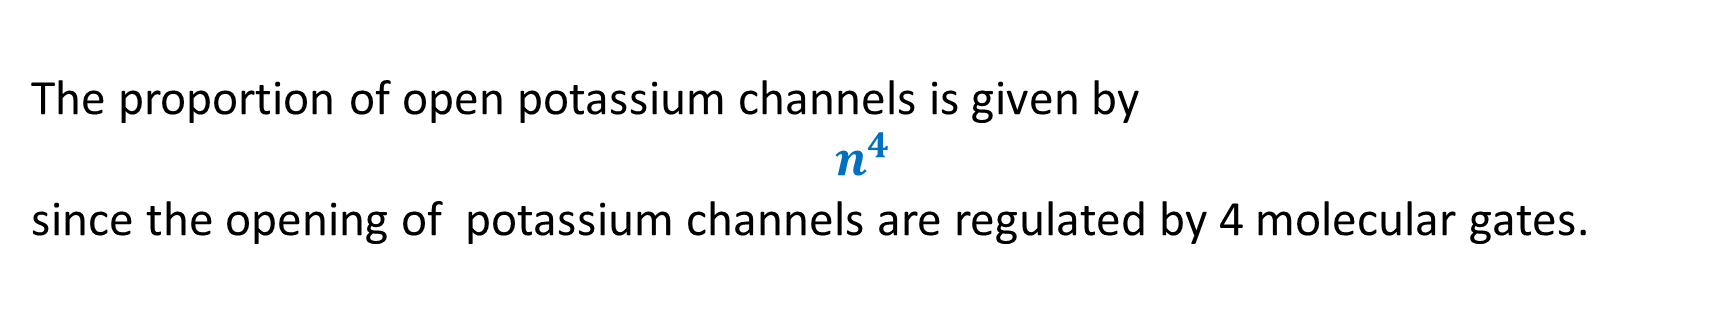 The proportion of open potassium channels is given by
n⁴
since the opening of  potassium channels are regulated by 4 molecular gates.